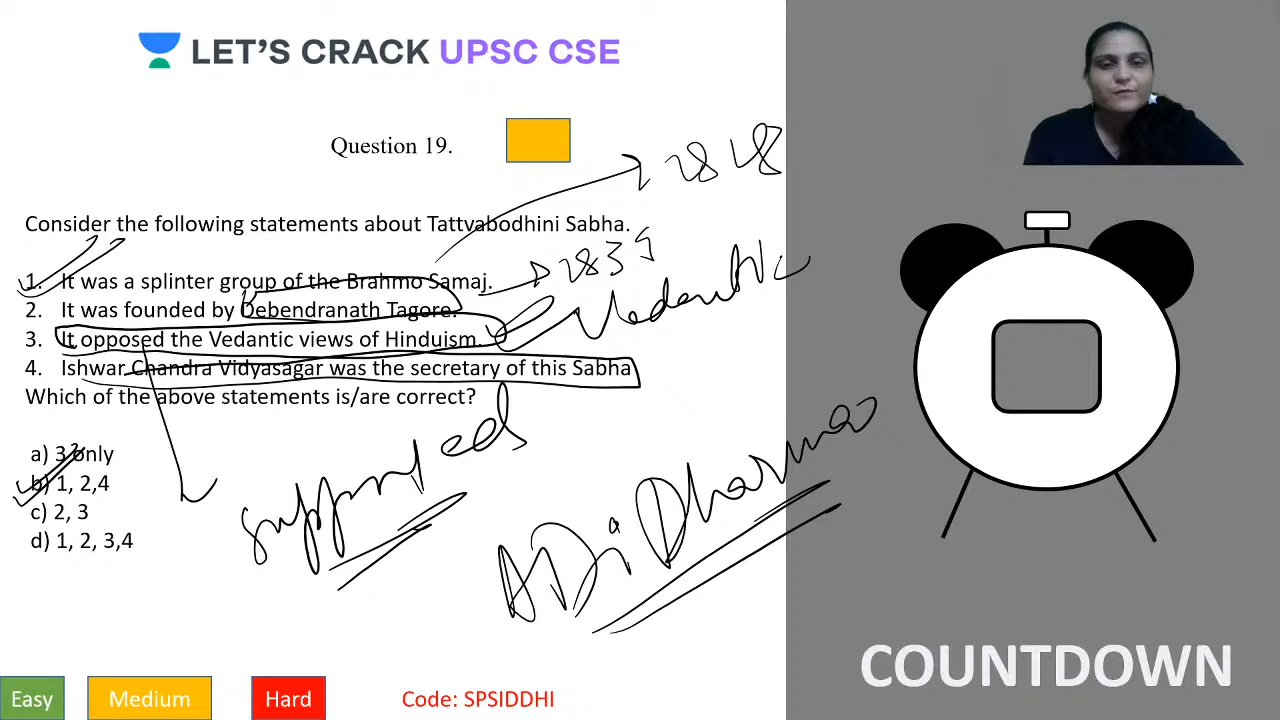 LET'S CRACK UPSC CSE
Question 19.
1828
Consider the following statements about Tattvabodhini Sabha.
1839
1. It was a splinter group of the Brahmo Samaj.
Vedantic
2. It was founded by Debendranath Tagore.
3. It opposed the Vedantic views of Hinduism.
4. Ishwar Chandra Vidyasagar was the secretary of this Sabha
Which of the above statements is/are correct?
a) 3 only
b) 1, 2,4
c) 2, 3
d) 1, 2, 3,4
supported
ADi Dharma
COUNTDOWN
Easy Medium Hard Code: SPSIDDHI